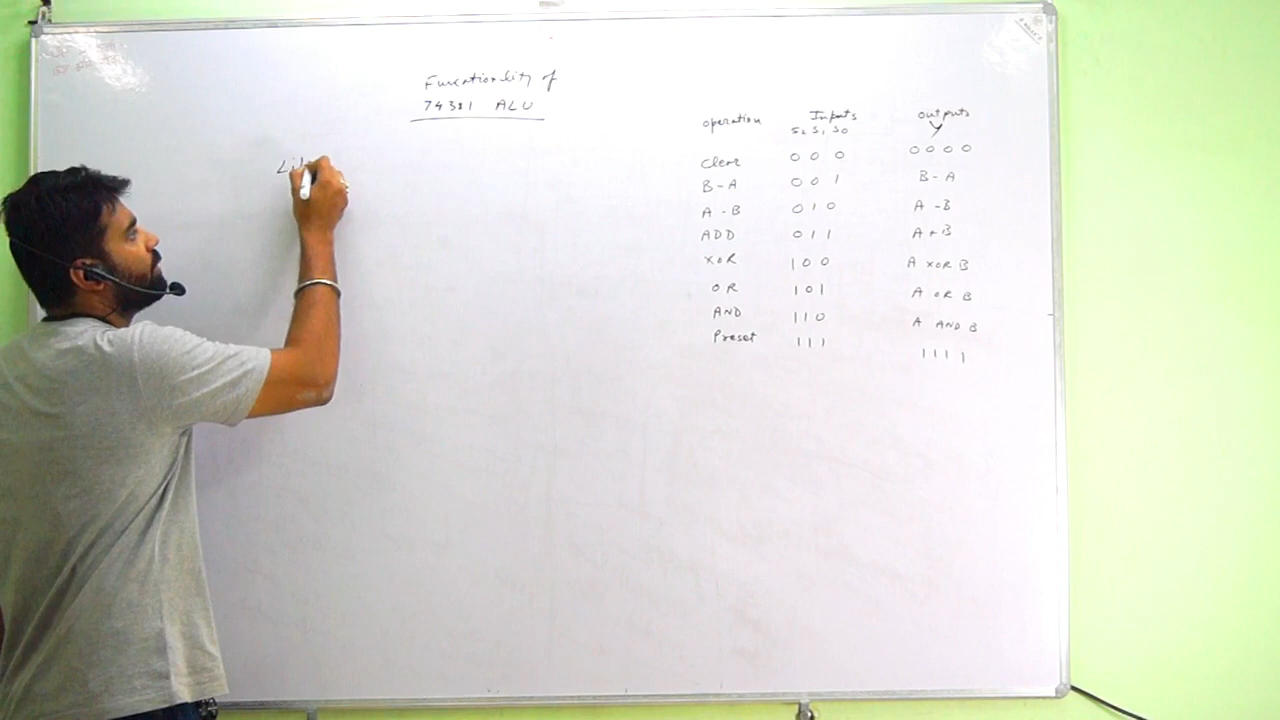 Functionality of
74381 ALU
Lib
operation Inputs outputs
S2 S1 S0 Y
Clear 0 0 0 0 0 0 0
B-A 0 0 1 B-A
A-B 0 1 0 A-B
ADD 0 1 1 A+B
XOR 1 0 0 A XOR B
OR 1 0 1 A OR B
AND 1 1 0 A AND B
Preset 1 1 1 1 1 1 1